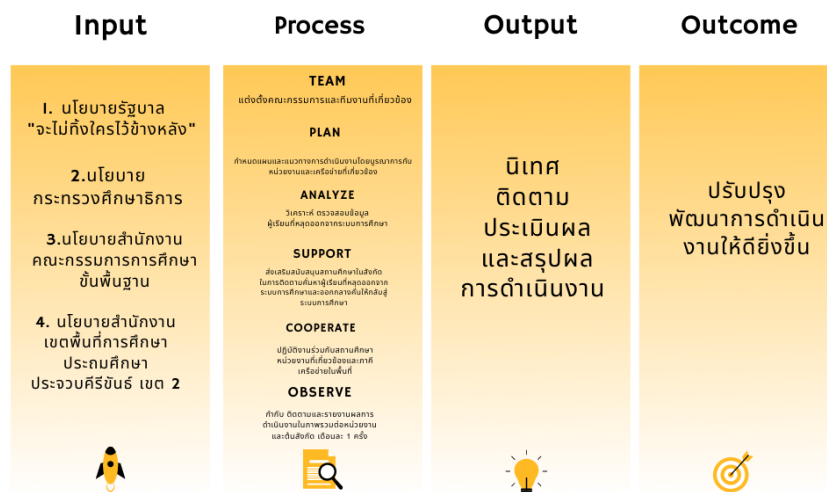 Input
1. นโยบายรัฐบาล
"จะไม่ทิ้งใครไว้ข้างหลัง"
2.นโยบาย
กระทรวงศึกษาธิการ
3.นโยบายสำนักงาน
คณะกรรมการการศึกษา
ขั้นพื้นฐาน
4. นโยบายสำนักงาน
เขตพื้นที่การศึกษา
ประถมศึกษา
ประจวบคีรีขันธ์ เขต 2
Process
TEAM
แต่งตั้งคณะกรรมการและทีมงานที่เกี่ยวข้อง
PLAN
กำหนดแผนและแนวทางการดำเนินงานโดยบูรณาการกับ
หน่วยงานและเครือข่ายที่เกี่ยวข้อง
ANALYZE
วิเคราะห์ ตรวจสอบข้อมูล
ผู้เรียนที่หลุดออกจากระบบการศึกษา
SUPPORT
ส่งเสริมสนับสนุนสถานศึกษาในสังกัด
ในการติดตามค้นหาผู้เรียนที่หลุดออกจาก
ระบบการศึกษาและออกกลางคันให้กลับสู่
ระบบการศึกษา
COOPERATE
ปฏิบัติงานร่วมกับสถานศึกษา
หน่วยงานที่เกี่ยวข้องและภาคี
เครือข่ายในพื้นที่
OBSERVE
กำกับ ติดตามและรายงานผลการ
ดำเนินงานในภาพรวมต่อหน่วยงาน
และต้นสังกัด เดือนละ 1 ครั้ง
Output
นิเทศ
ติดตาม
ประเมินผล
และสรุปผล
การดำเนินงาน
Outcome
ปรับปรุง
พัฒนาการดำเนิน
งานให้ดียิ่งขึ้น